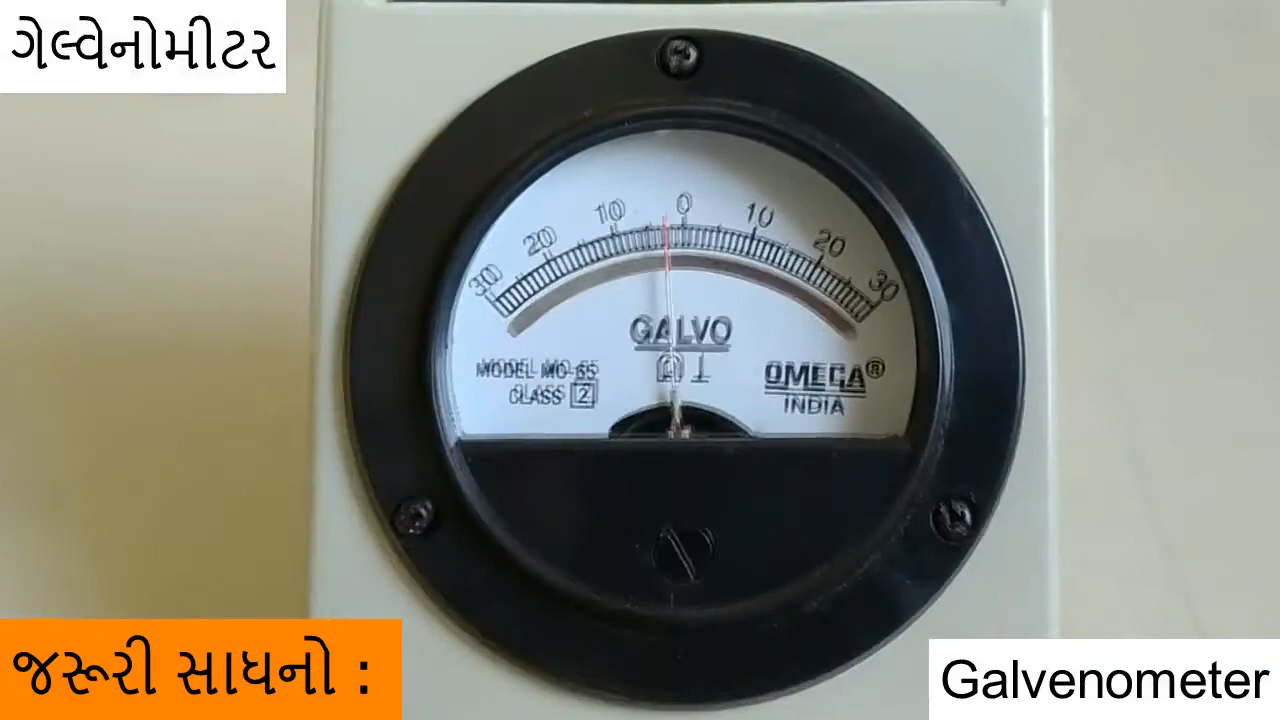 ગેલ્વેનોમીટર
30 20 10 0 10 20 30
GALVO
MODEL MO-65
CLASS 2
OMEGA®
INDIA
જરૂરી સાધનો :
Galvenometer